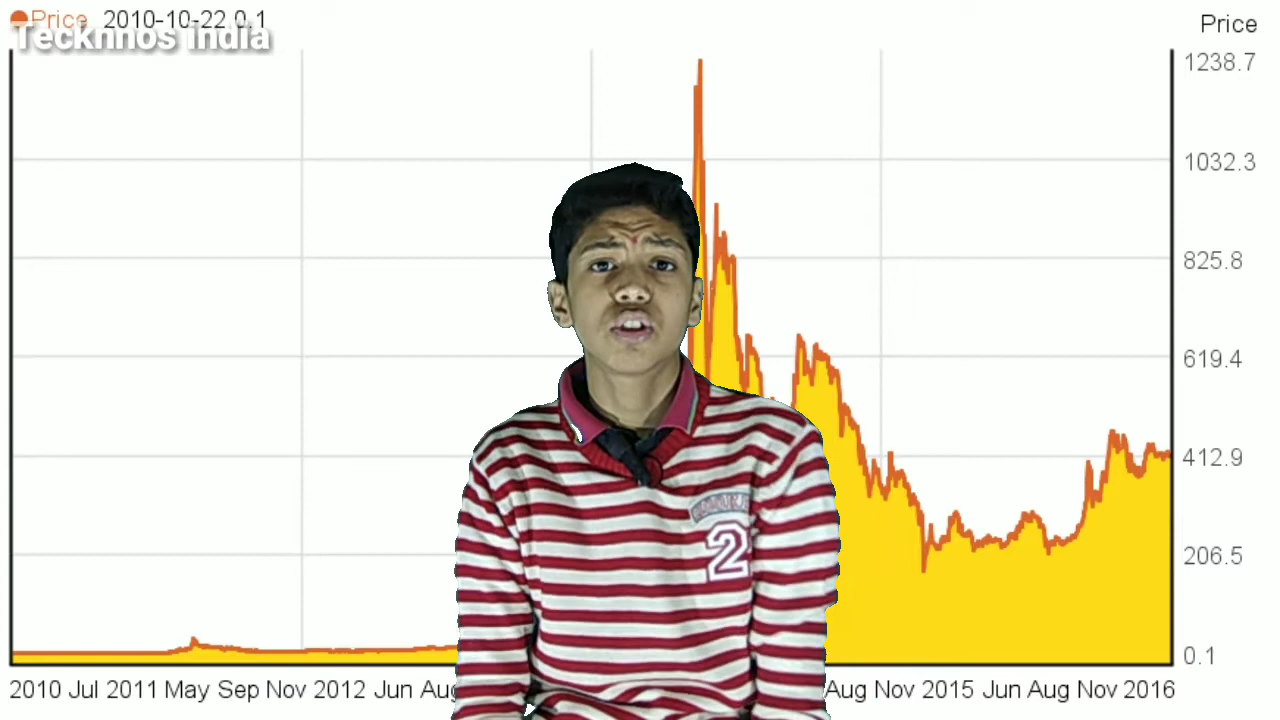 Price 2010-10-22 0.1
Tecknnos india
Price
1238.7
1032.3
825.8
619.4
412.9
206.5
0.1
2
2010 Jul 2011 May Sep Nov 2012 Jun Aug Nov 2015 Jun Aug Nov 2016